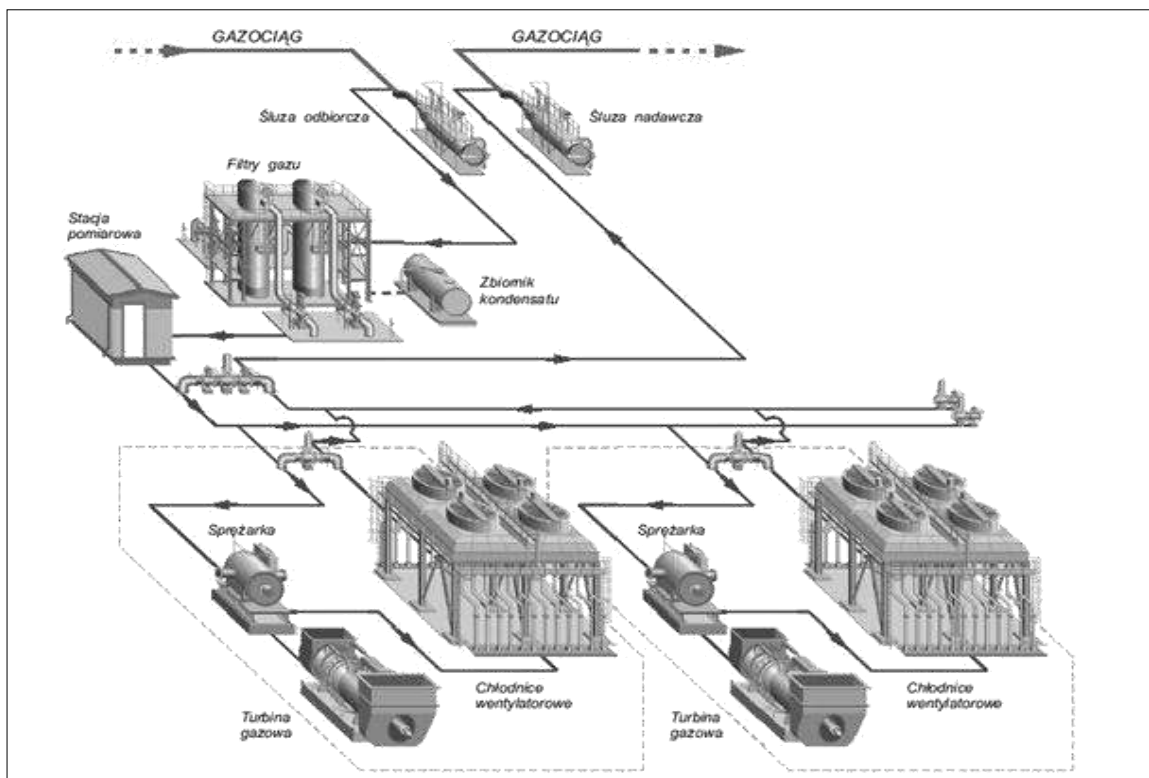 GAZOCIĄG
GAZOCIĄG
Śluza odbiorcza
Śluza nadawcza
Filtry gazu
Stacja
pomiarowa
Zbiornik
kondensatu
Sprężarka
Sprężarka
Chłodnice
wentylatorowe
Chłodnice
wentylatorowe
Turbina
gazowa
Turbina
gazowa